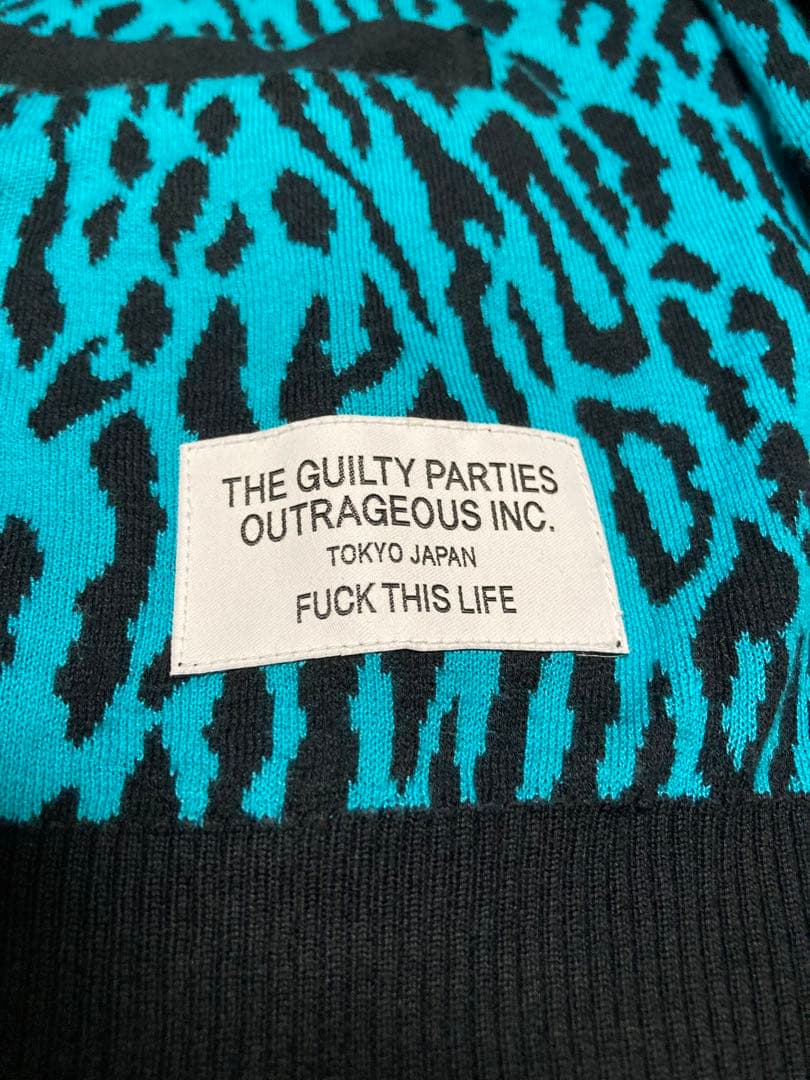 THE GUILTY PARTIES
OUTRAGEOUS INC.
TOKYO JAPAN
FUCK THIS LIFE